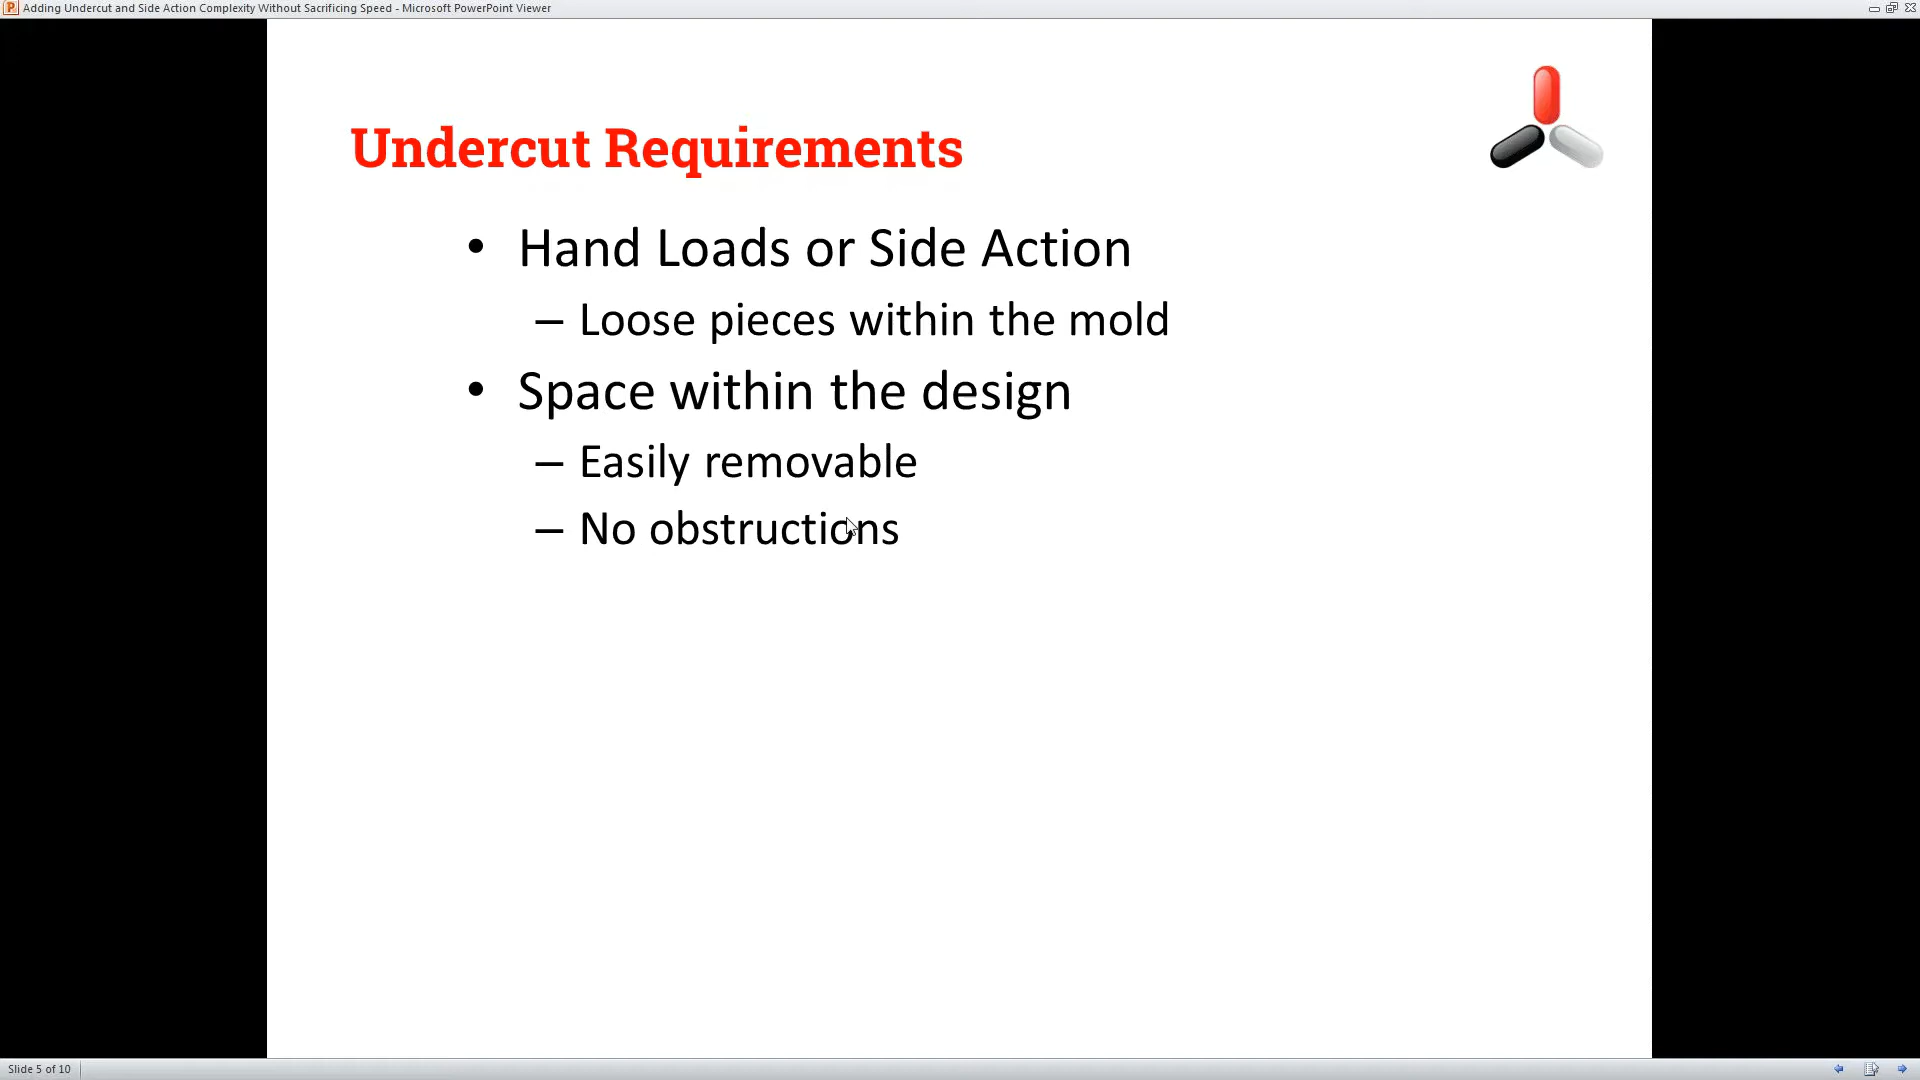 Adding Undercut and Side Action Complexity Without Sacrificing Speed - Microsoft PowerPoint Viewer
Undercut Requirements
• Hand Loads or Side Action
– Loose pieces within the mold
• Space within the design
– Easily removable
– No obstructions
Slide 5 of 10